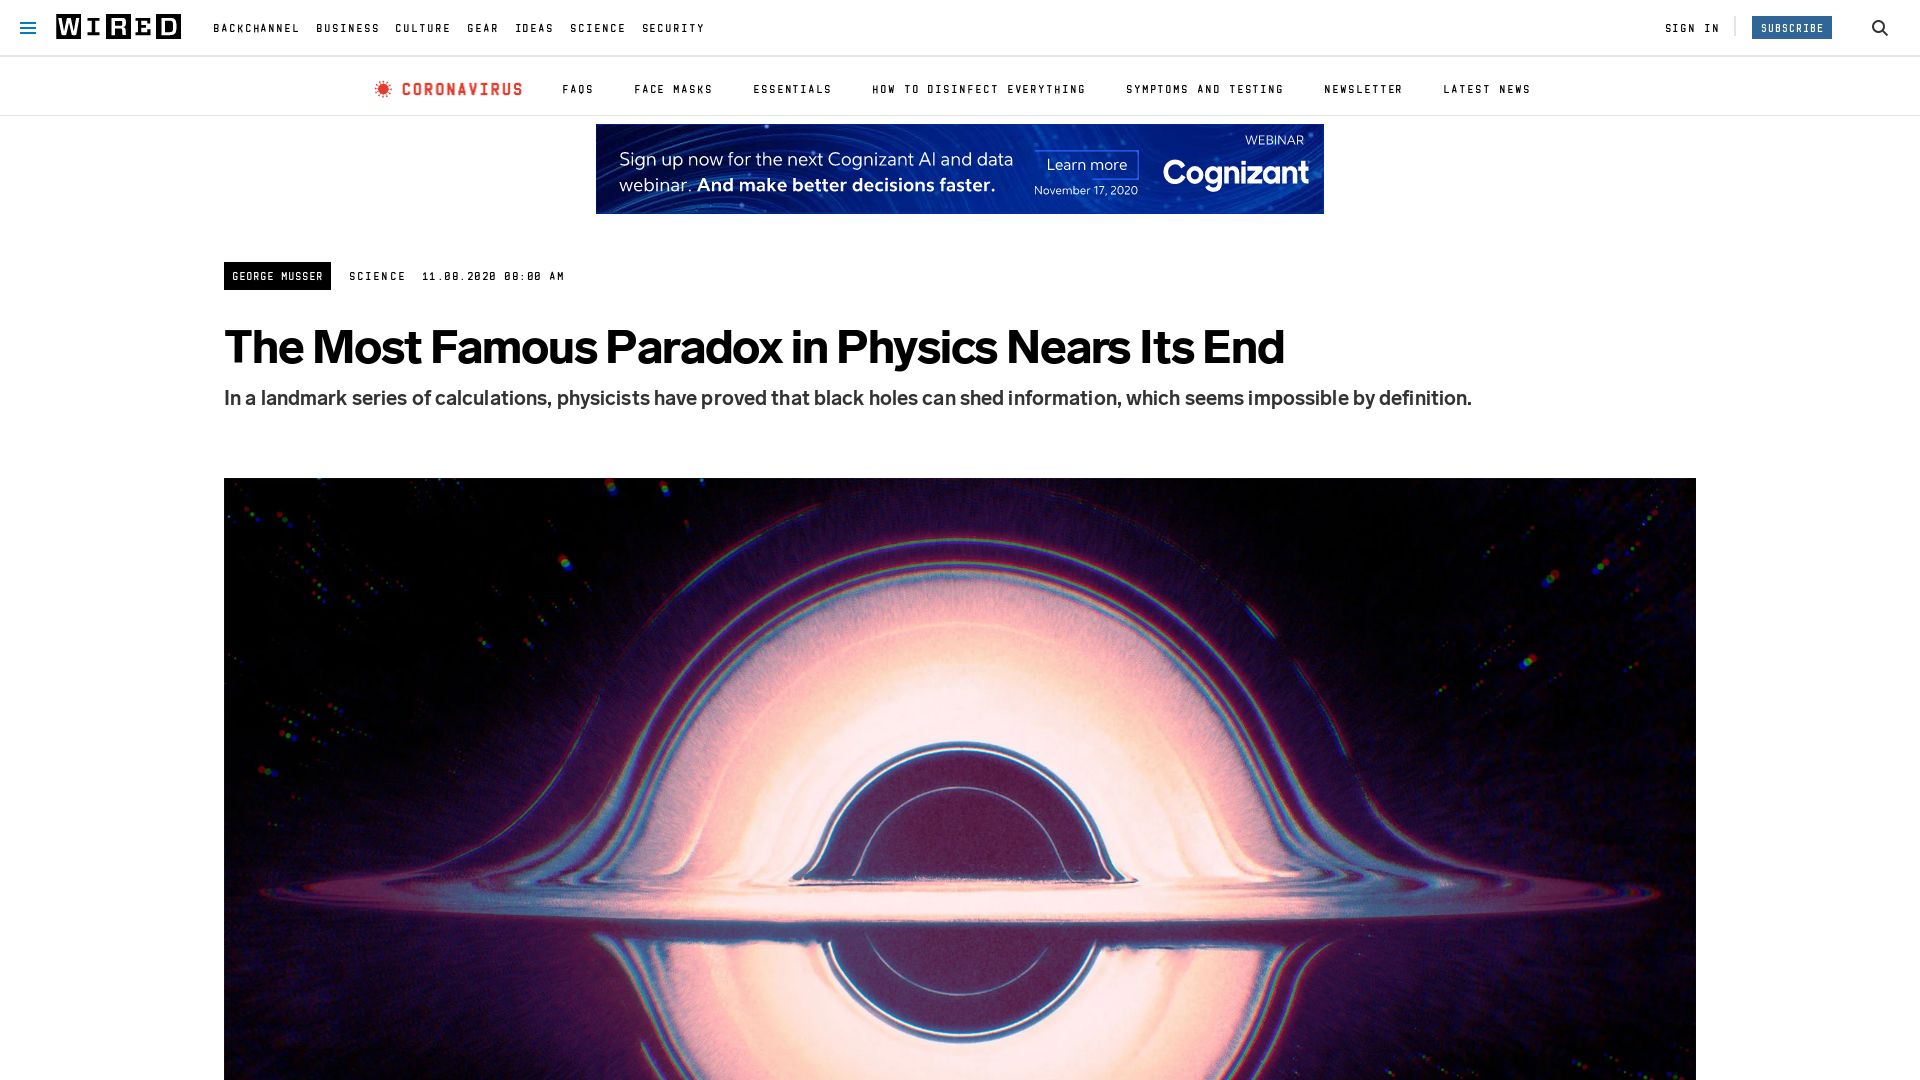 WIRED
BACKCHANNEL BUSINESS CULTURE GEAR IDEAS SCIENCE SECURITY
SIGN IN
SUBSCRIBE
CORONAVIRUS
FAQS FACE MASKS ESSENTIALS HOW TO DISINFECT EVERYTHING SYMPTOMS AND TESTING NEWSLETTER LATEST NEWS
Sign up now for the next Cognizant AI and data
webinar. And make better decisions faster.
Learn more
November 17, 2020
WEBINAR
Cognizant
GEORGE MUSSER SCIENCE 11.08.2020 08:00 AM
The Most Famous Paradox in Physics Nears Its End
In a landmark series of calculations, physicists have proved that black holes can shed information, which seems impossible by definition.